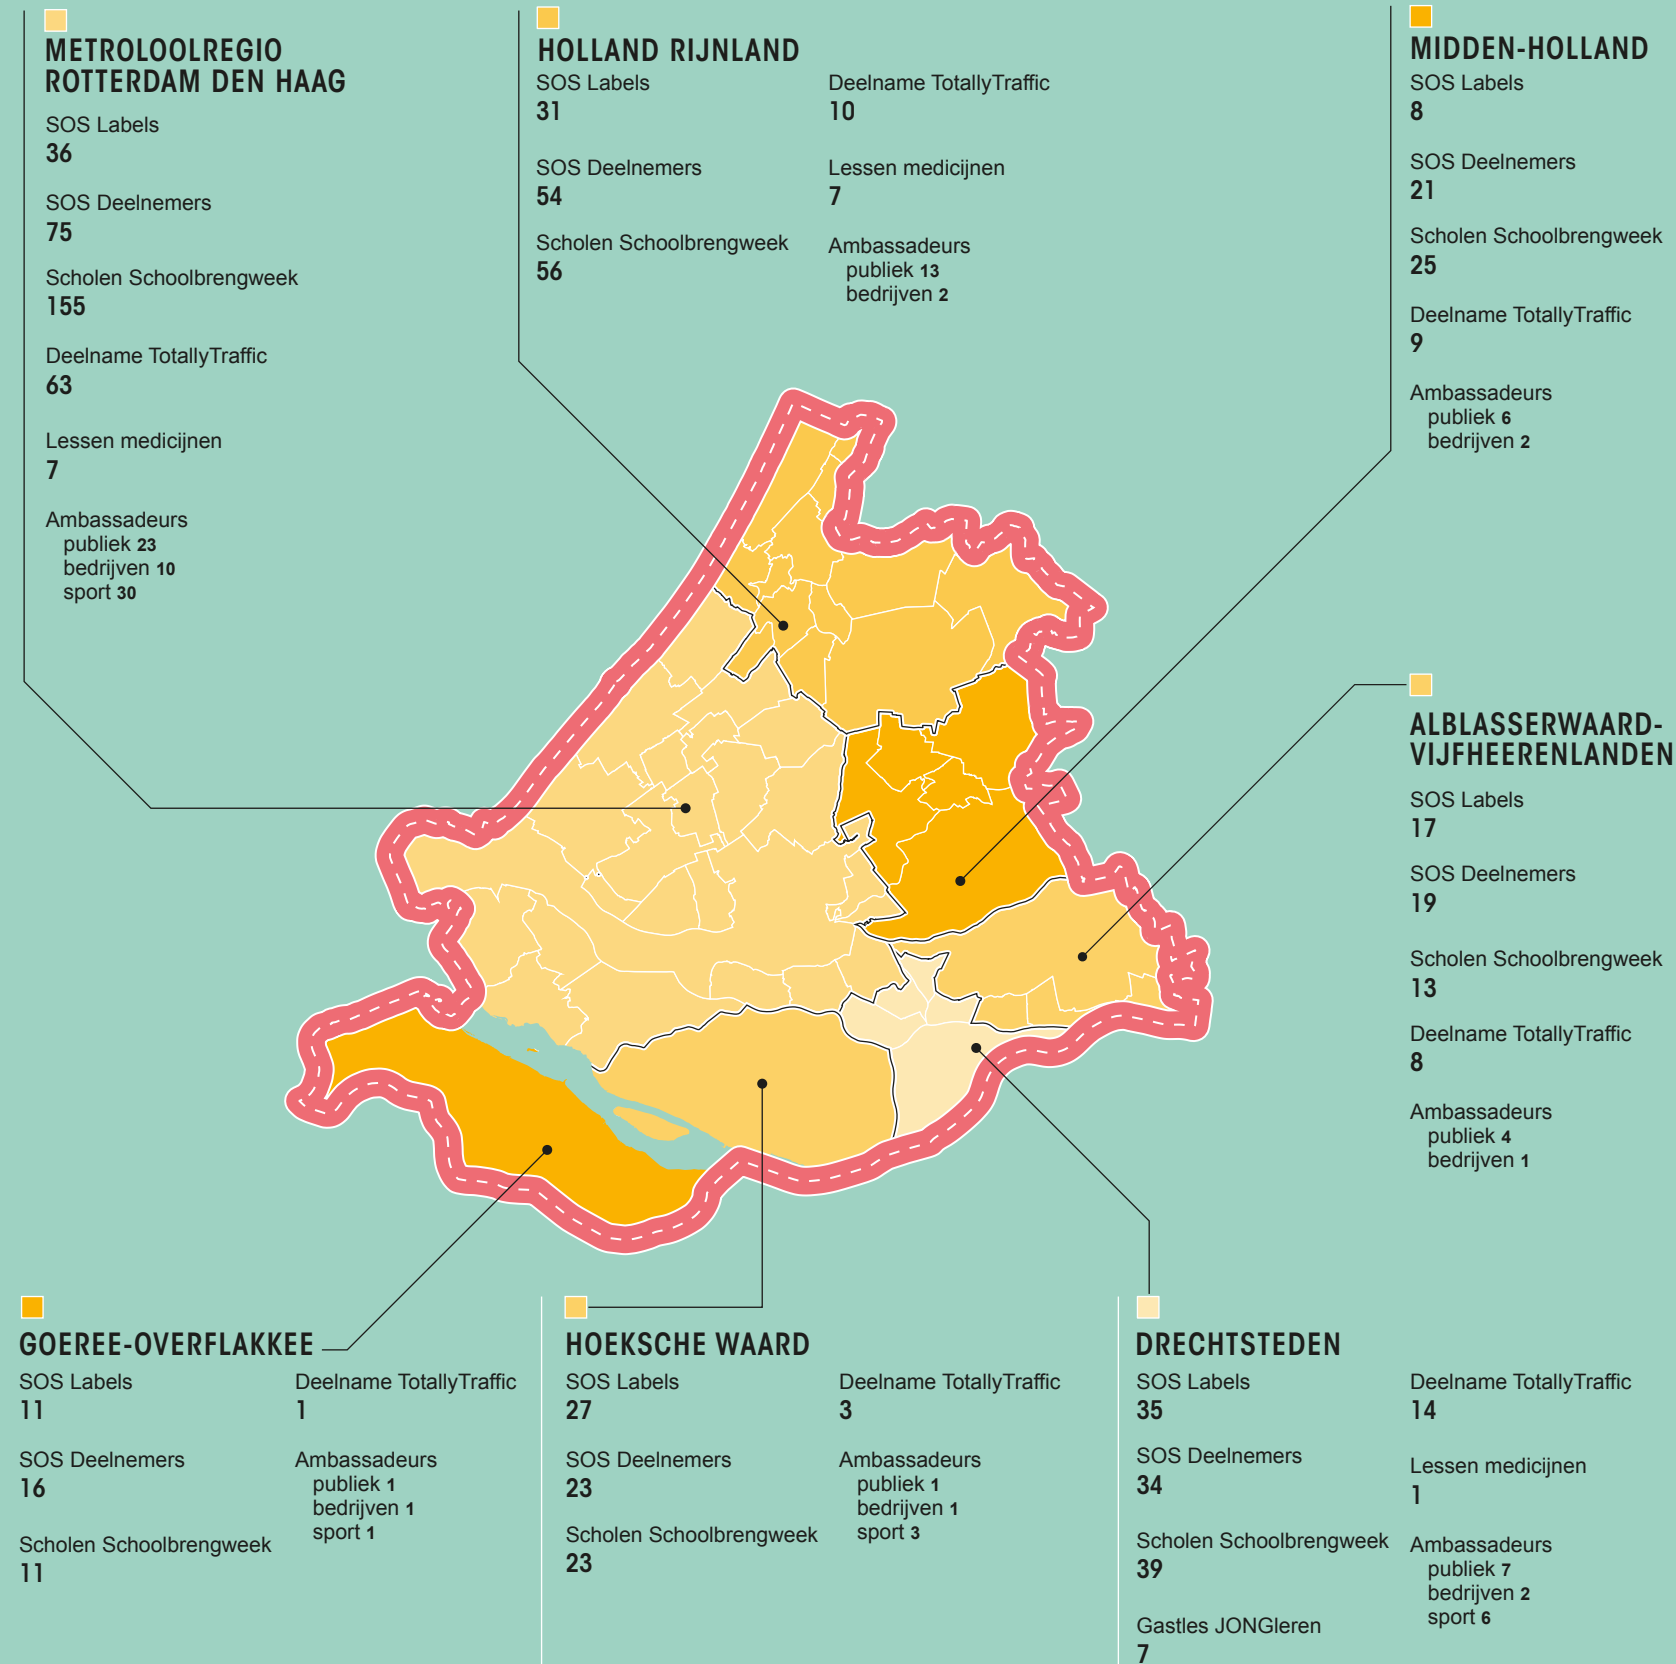 METROLOOLREGIO
ROTTERDAM DEN HAAG
SOS Labels
36
SOS Deelnemers
75
Scholen Schoolbrengweek
155
Deelname TotallyTraffic
63
Lessen medicijnen
7
Ambassadeurs
publiek 23
bedrijven 10
sport 30
HOLLAND RIJNLAND
SOS Labels
31
SOS Deelnemers
54
Scholen Schoolbrengweek
56
Deelname TotallyTraffic
10
Lessen medicijnen
7
Ambassadeurs
publiek 13
bedrijven 2
MIDDEN-HOLLAND
SOS Labels
8
SOS Deelnemers
21
Scholen Schoolbrengweek
25
Deelname TotallyTraffic
9
Ambassadeurs
publiek 6
bedrijven 2
ALBLASSERWAARD-
VIJFHEERENLANDEN
SOS Labels
17
SOS Deelnemers
19
Scholen Schoolbrengweek
13
Deelname TotallyTraffic
8
Ambassadeurs
publiek 4
bedrijven 1
GOEREE-OVERFLAKKEE
SOS Labels
11
SOS Deelnemers
16
Scholen Schoolbrengweek
11
Deelname TotallyTraffic
1
Ambassadeurs
publiek 1
bedrijven 1
sport 1
HOEKSCHE WAARD
SOS Labels
27
SOS Deelnemers
23
Scholen Schoolbrengweek
23
Deelname TotallyTraffic
3
Ambassadeurs
publiek 1
bedrijven 1
sport 3
DRECHTSTEDEN
SOS Labels
35
SOS Deelnemers
34
Scholen Schoolbrengweek
39
Gastles JONGleren
7
Deelname TotallyTraffic
14
Lessen medicijnen
1
Ambassadeurs
publiek 7
bedrijven 2
sport 6